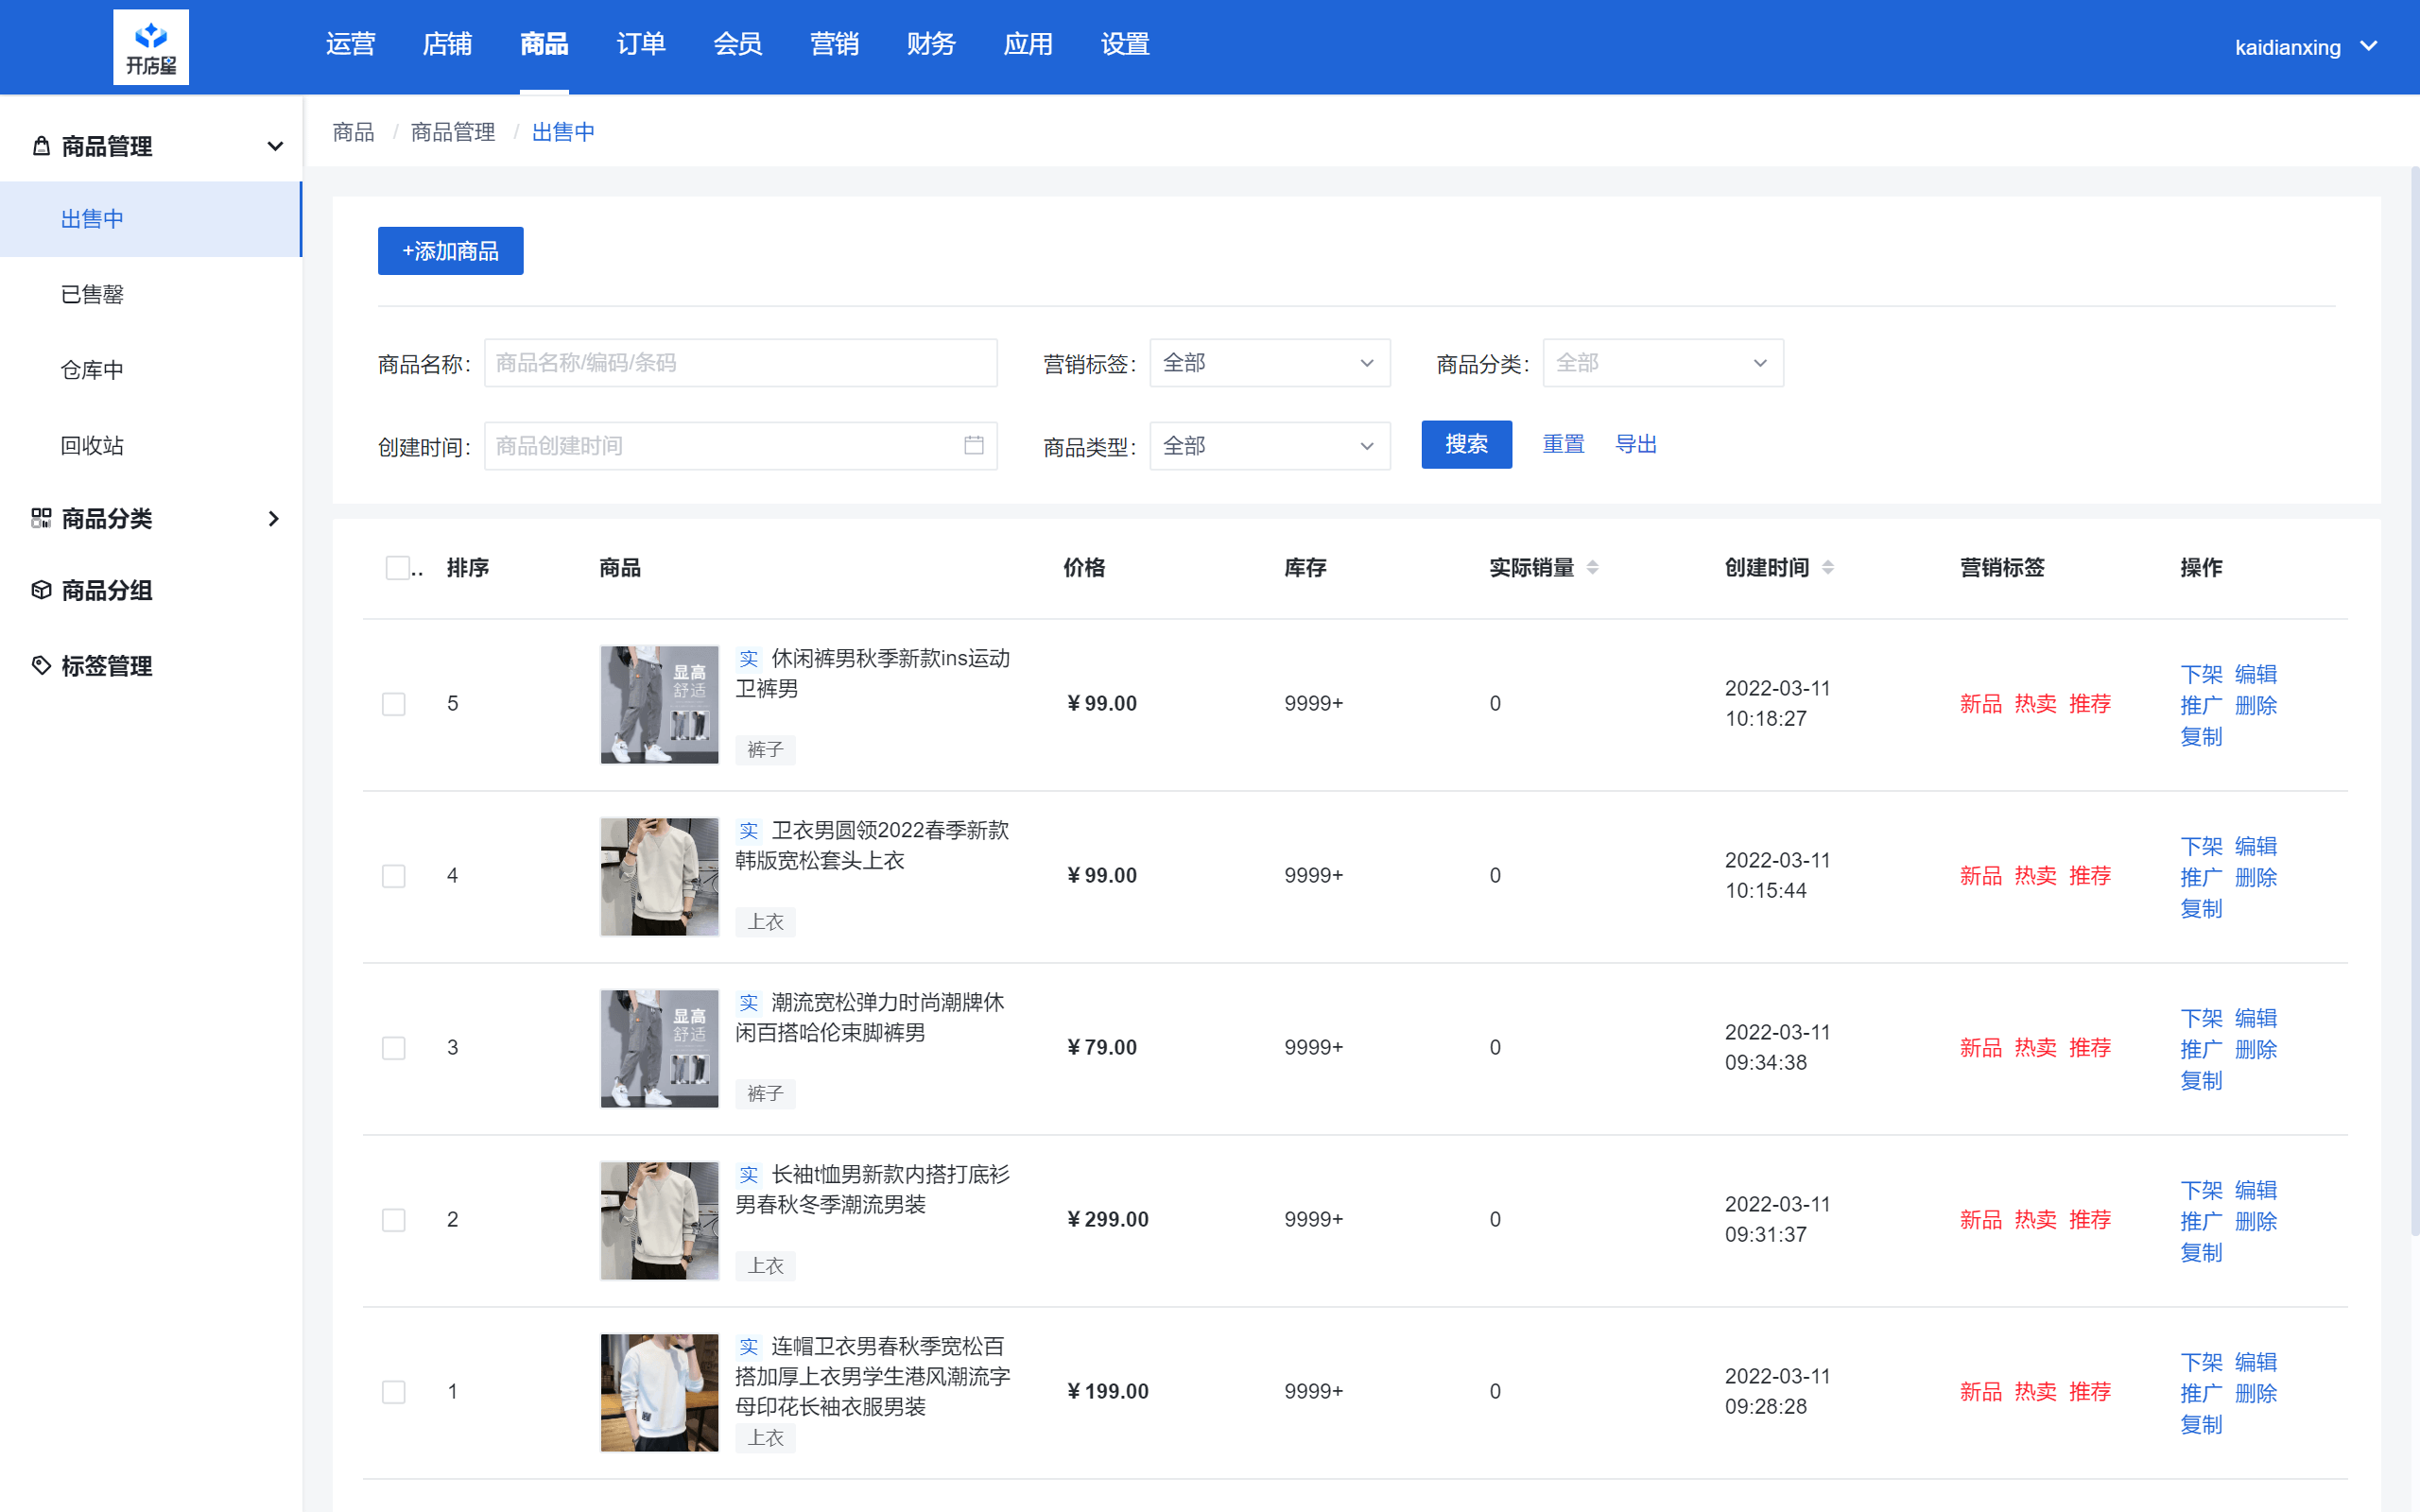 开店星
运营 店铺 商品 订单 会员 营销 财务 应用 设置
kaidianxing
商品管理
出售中
已售罄
仓库中
回收站
商品分类
商品分组
标签管理
商品 / 商品管理 / 出售中
+添加商品
商品名称: 商品名称/编码/条码 营销标签: 全部 商品分类: 全部
创建时间: 商品创建时间 商品类型: 全部 搜索 重置 导出
.. 排序 商品 价格 库存 实际销量 创建时间 营销标签 操作
显高
舒适
5
实 休闲裤男秋季新款ins运动
卫裤男
裤子
¥99.00
9999+
0
2022-03-11
10:18:27
新品 热卖 推荐
下架 编辑
推广 删除
复制
4
实 卫衣男圆领2022春季新款
韩版宽松套头上衣
上衣
¥99.00
9999+
0
2022-03-11
10:15:44
新品 热卖 推荐
下架 编辑
推广 删除
复制
3
显高
舒适
实 潮流宽松弹力时尚潮牌休
闲百搭哈伦束脚裤男
裤子
¥79.00
9999+
0
2022-03-11
09:34:38
新品 热卖 推荐
下架 编辑
推广 删除
复制
2
实 长袖t恤男新款内搭打底衫
男春秋冬季潮流男装
上衣
¥299.00
9999+
0
2022-03-11
09:31:37
新品 热卖 推荐
下架 编辑
推广 删除
复制
1
实 连帽卫衣男春秋季宽松百
搭加厚上衣男学生港风潮流字
母印花长袖衣服男装
上衣
¥199.00
9999+
0
2022-03-11
09:28:28
新品 热卖 推荐
下架 编辑
推广 删除
复制